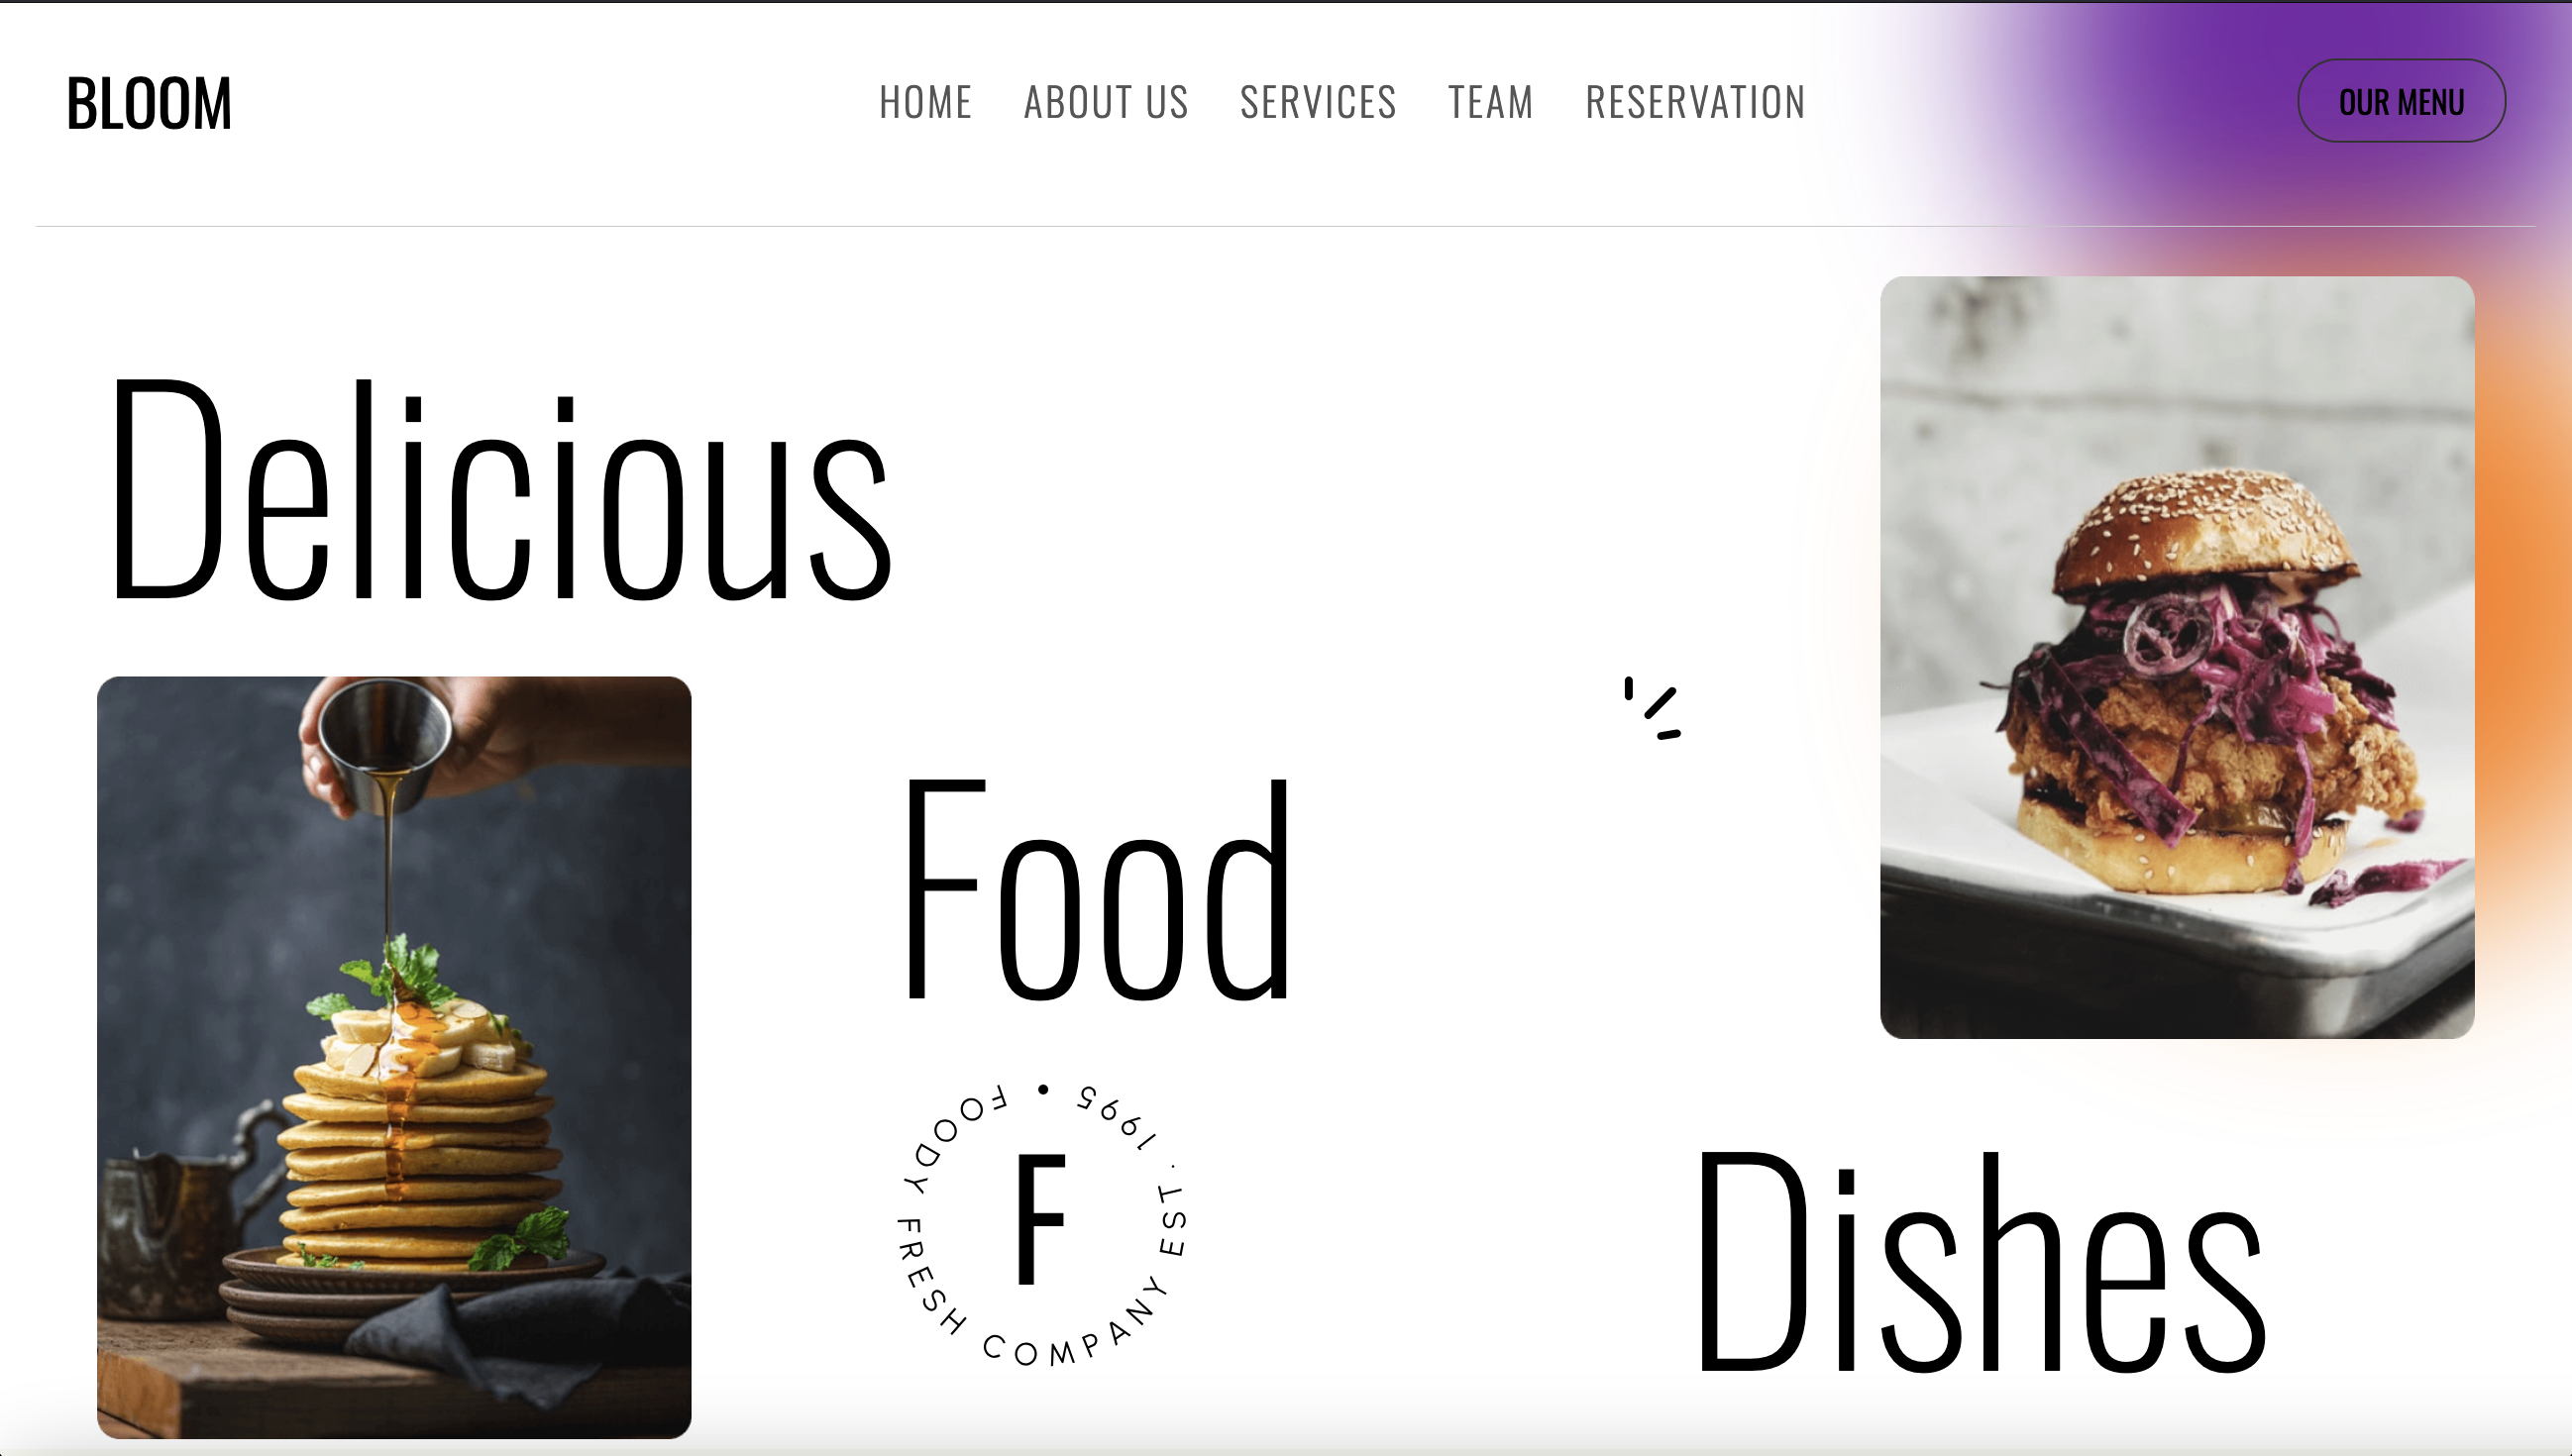 BLOOM
HOME
ABOUT US
SERVICES
TEAM
RESERVATION
OUR MENU
Delicious
Food
FOODY FRESH COMPANY EST. 1995 •
F
Dishes